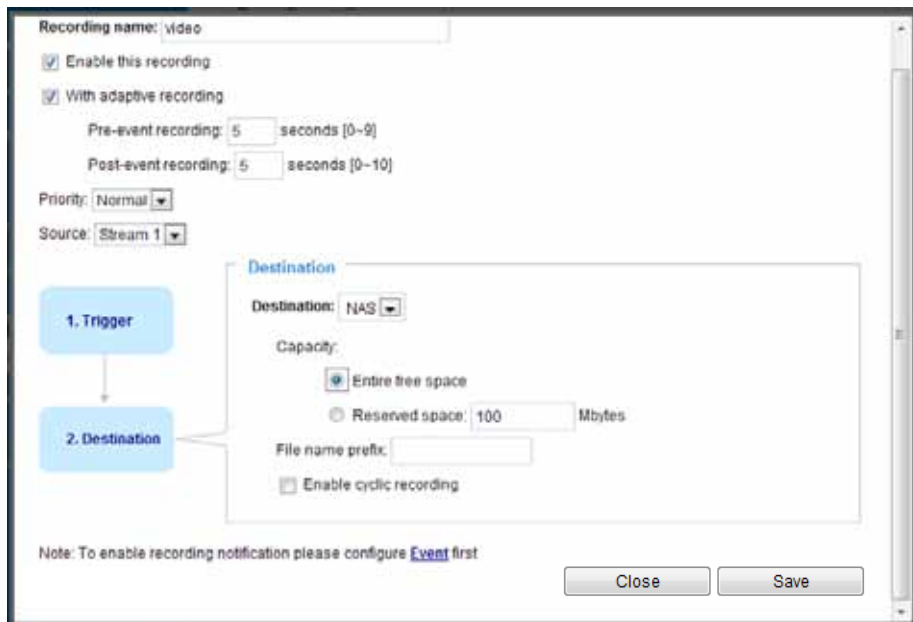 Recording name: video
Enable this recording
With adaptive recording
Pre-event recording: 5 seconds [0~9]
Post-event recording: 5 seconds [0~10]
Priority: Normal
Source: Stream 1
Destination
1. Trigger
Destination: NAS
Capacity:
Entire free space
Reserved space: 100 Mbytes
2. Destination
File name prefix:
Enable cyclic recording
Note: To enable recording notification please configure Event first
Close Save